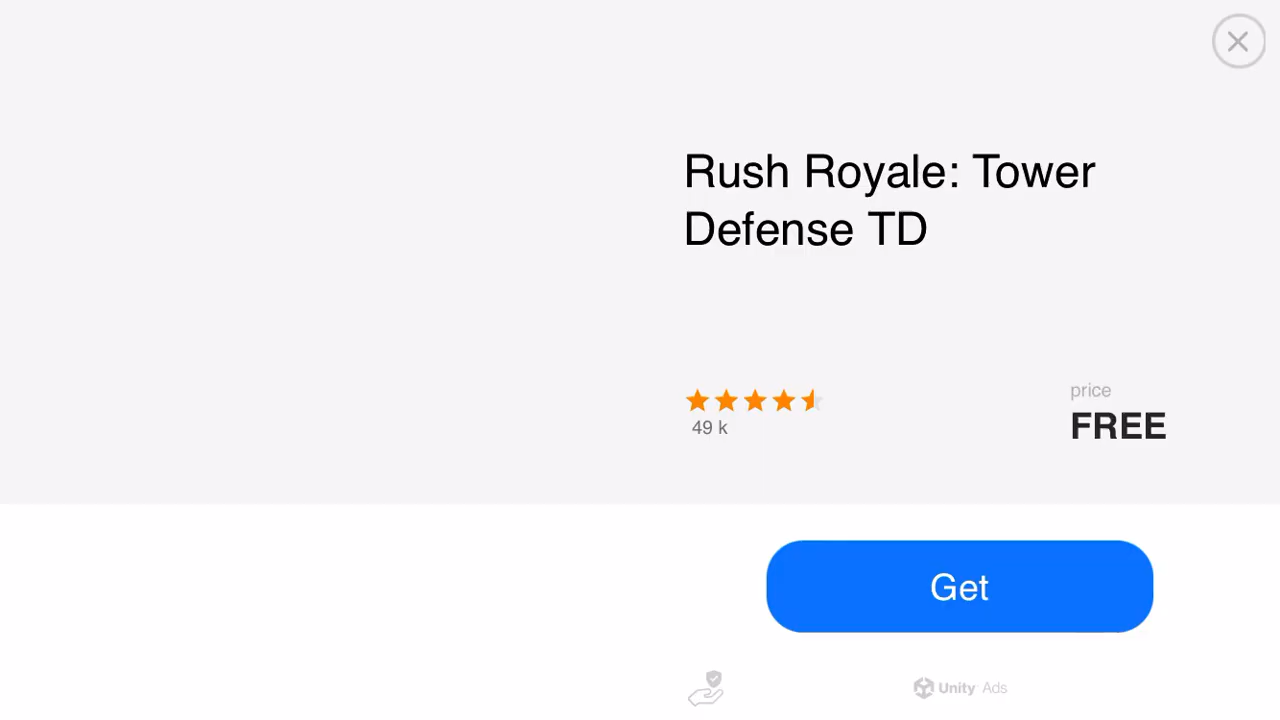 Rush Royale: Tower
Defense TD
49 k
price
FREE
Get
Unity Ads